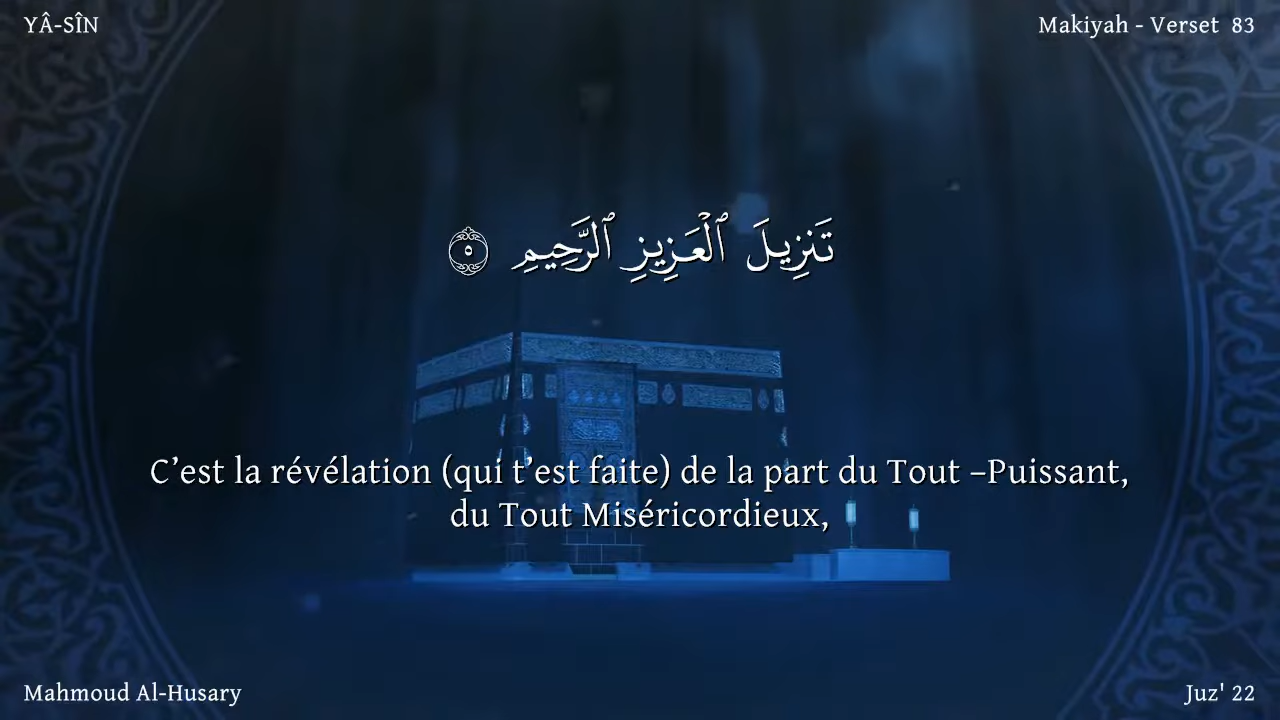 YÂ-SÎN
Makiyah - Verset 83
تَنزِيلَ ٱلْعَزِيزِ ٱلرَّحِيمِ ٥
C’est la révélation (qui t’est faite) de la part du Tout –Puissant,
du Tout Miséricordieux,
Mahmoud Al-Husary
Juz' 22